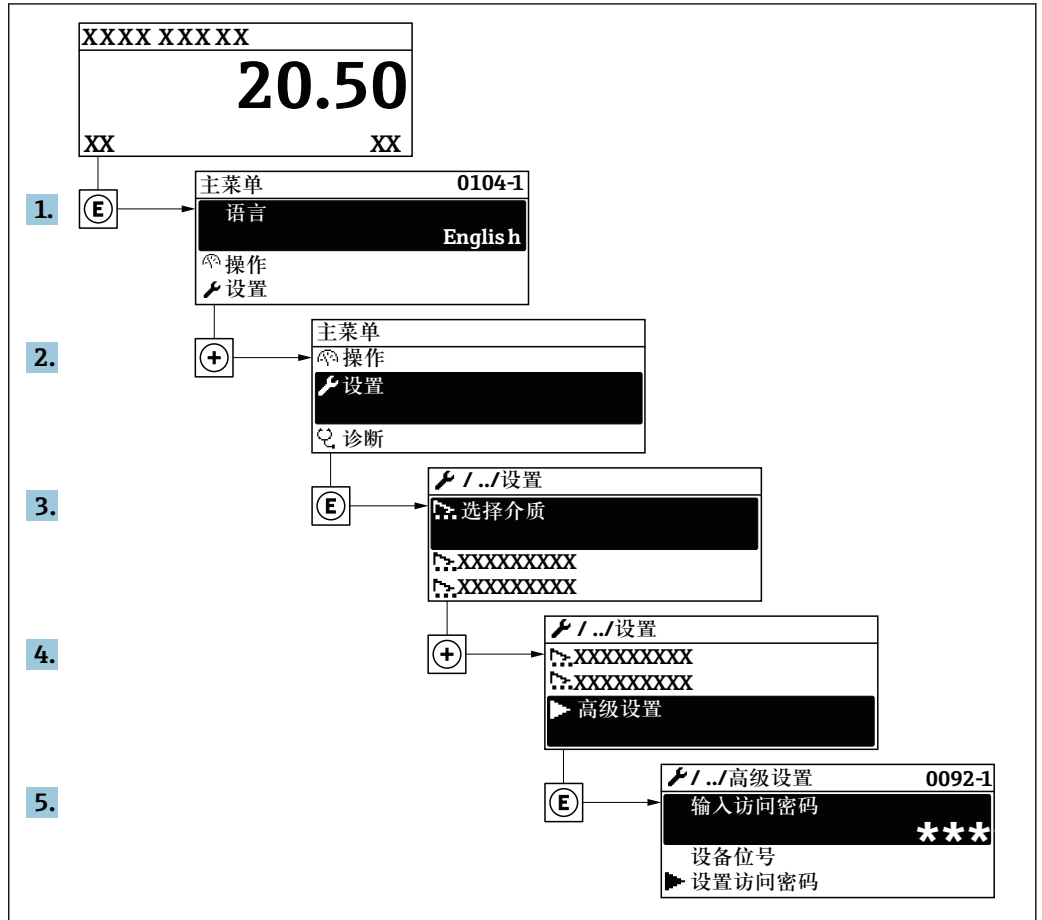 XXXX XXXXX
20.50
XX XX
1. E
主菜单 0104-1
语言
English
操作
设置
2. +
主菜单
操作
设置
诊断
3. E
/ ../设置
选择介质
XXXXXXXXX
XXXXXXXXX
4. +
/ ../设置
XXXXXXXXX
XXXXXXXXX
高级设置
5. E
/ ../高级设置 0092-1
输入访问密码
***
设备位号
设置访问密码